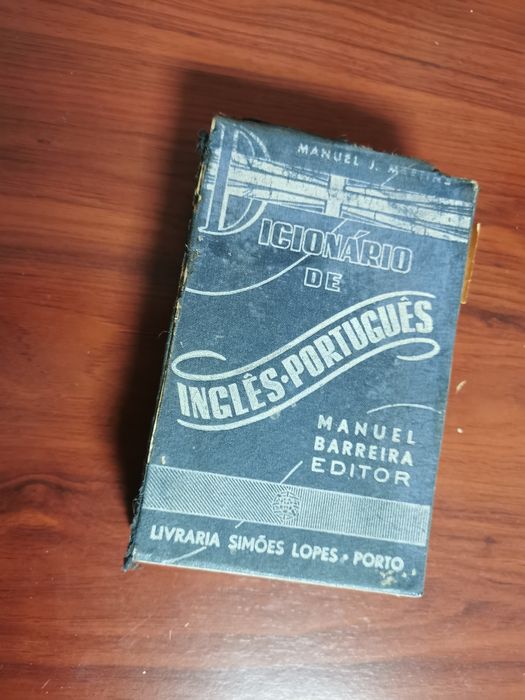 MANUEL J.
DICIONÁRIO
DE
INGLÊS-PORTUGUÊS
MANUEL
BARREIRA
EDITOR
LIVRARIA SIMÕES LOPES - PORTO